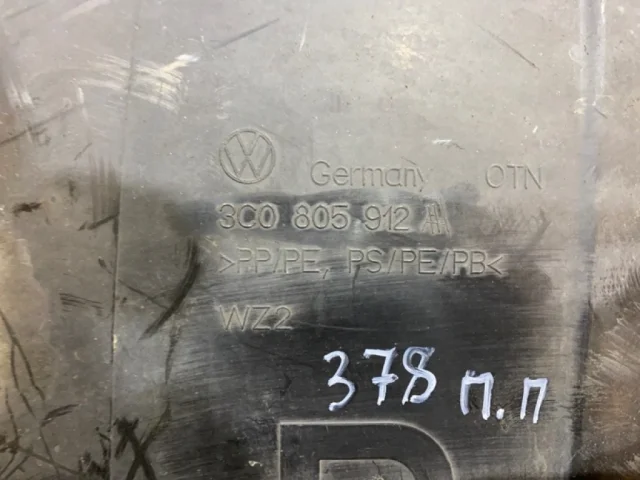 Germany OTN
3C0 805 912
>PP/PE, PS/PE/PB<
WZ2
378 п.п
R